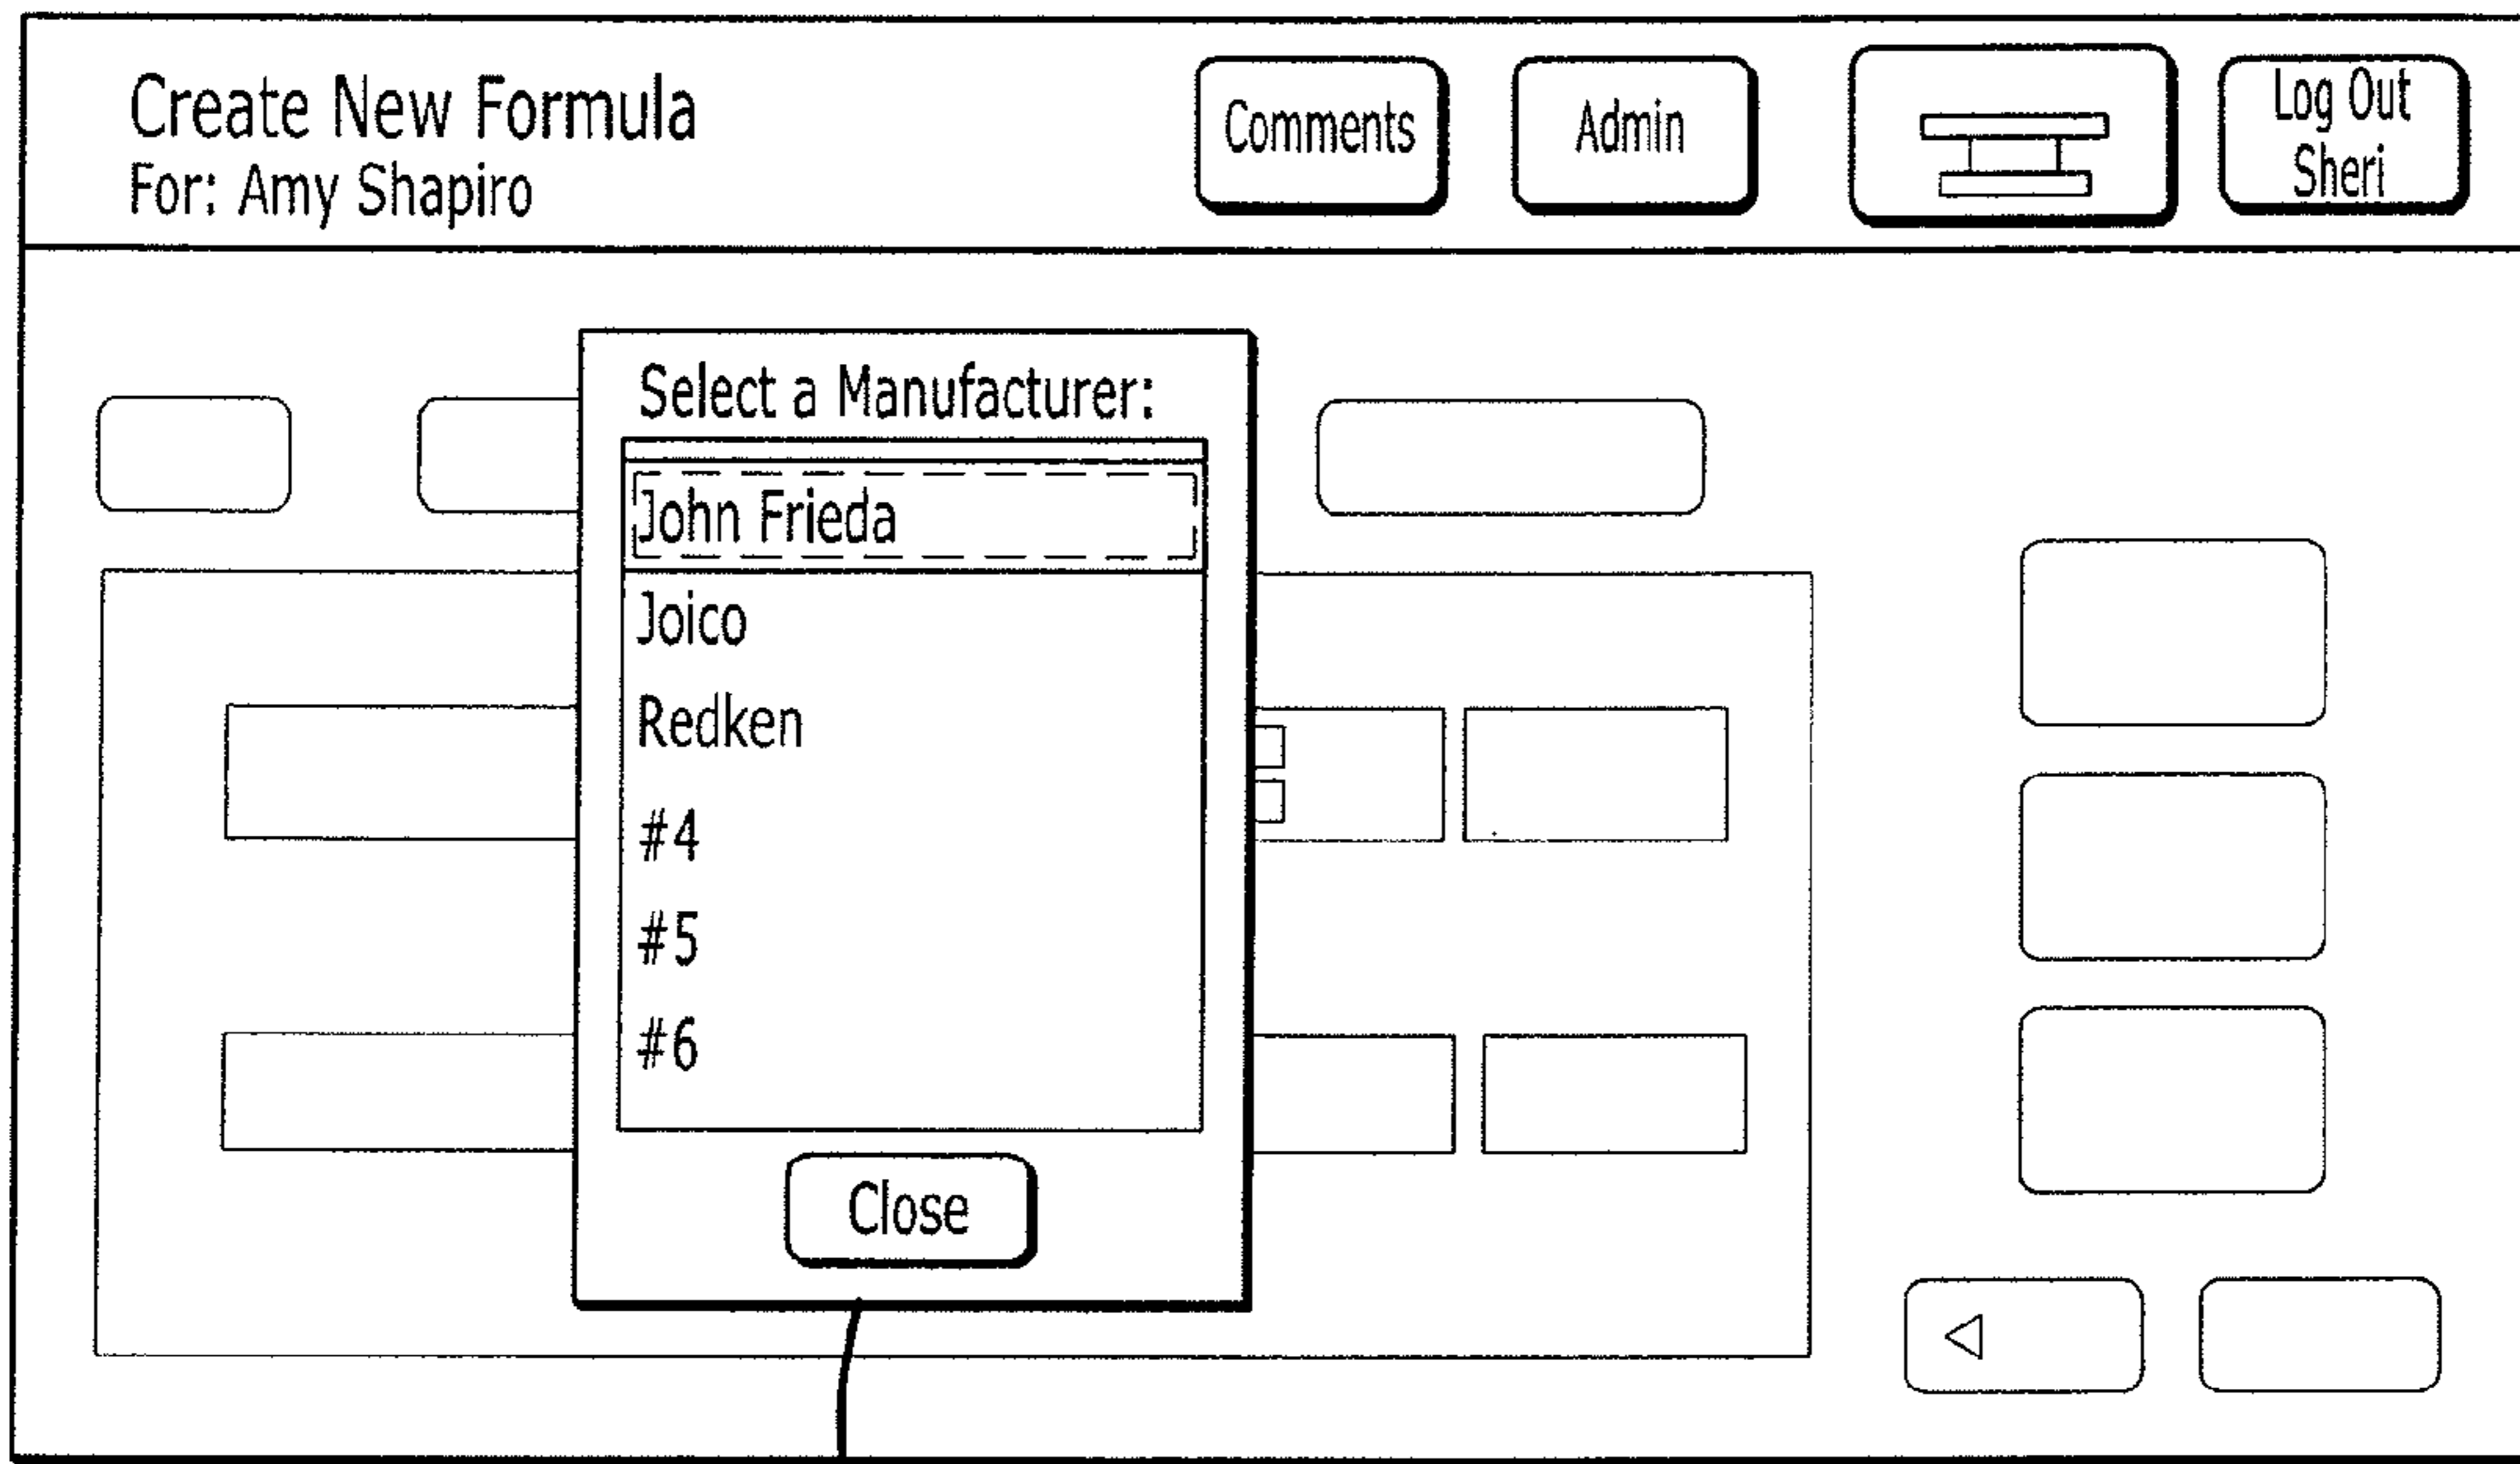 Create New Formula
For: Amy Shapiro
Comments
Admin
Log Out
Sheri
Select a Manufacturer:
John Frieda
Joico
Redken
#4
#5
#6
Close